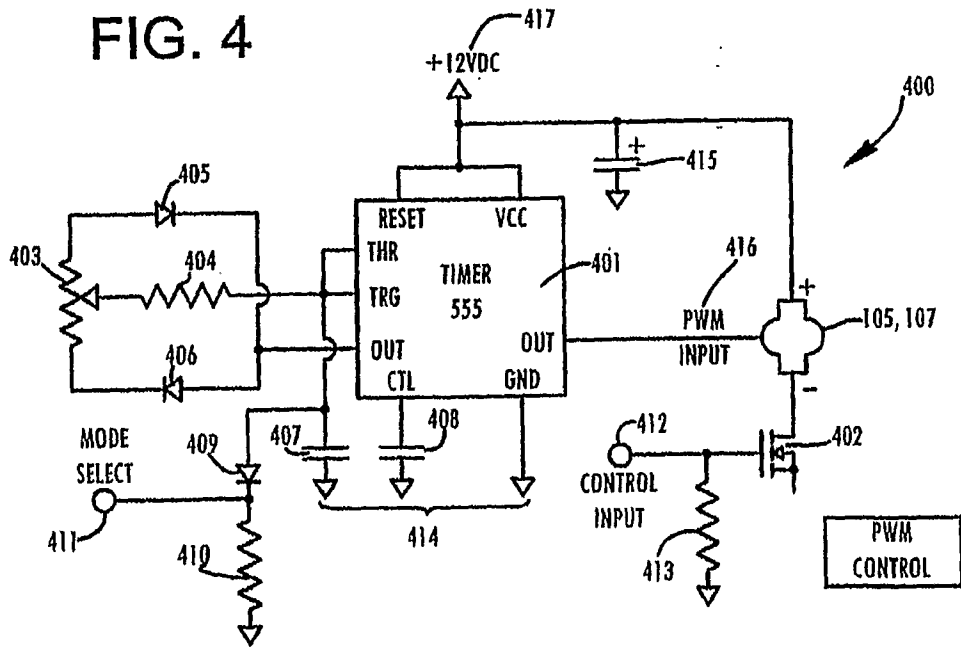 FIG. 4
417
+12VDC
400
405
+
415
RESET
VCC
403
404
THR
TIMER
555
401
416
TRG
PWM
INPUT
+
105, 107
OUT
OUT
406
CTL
GND
-
MODE
SELECT
409
407
408
412
402
CONTROL
INPUT
411
414
410
413
PWM
CONTROL